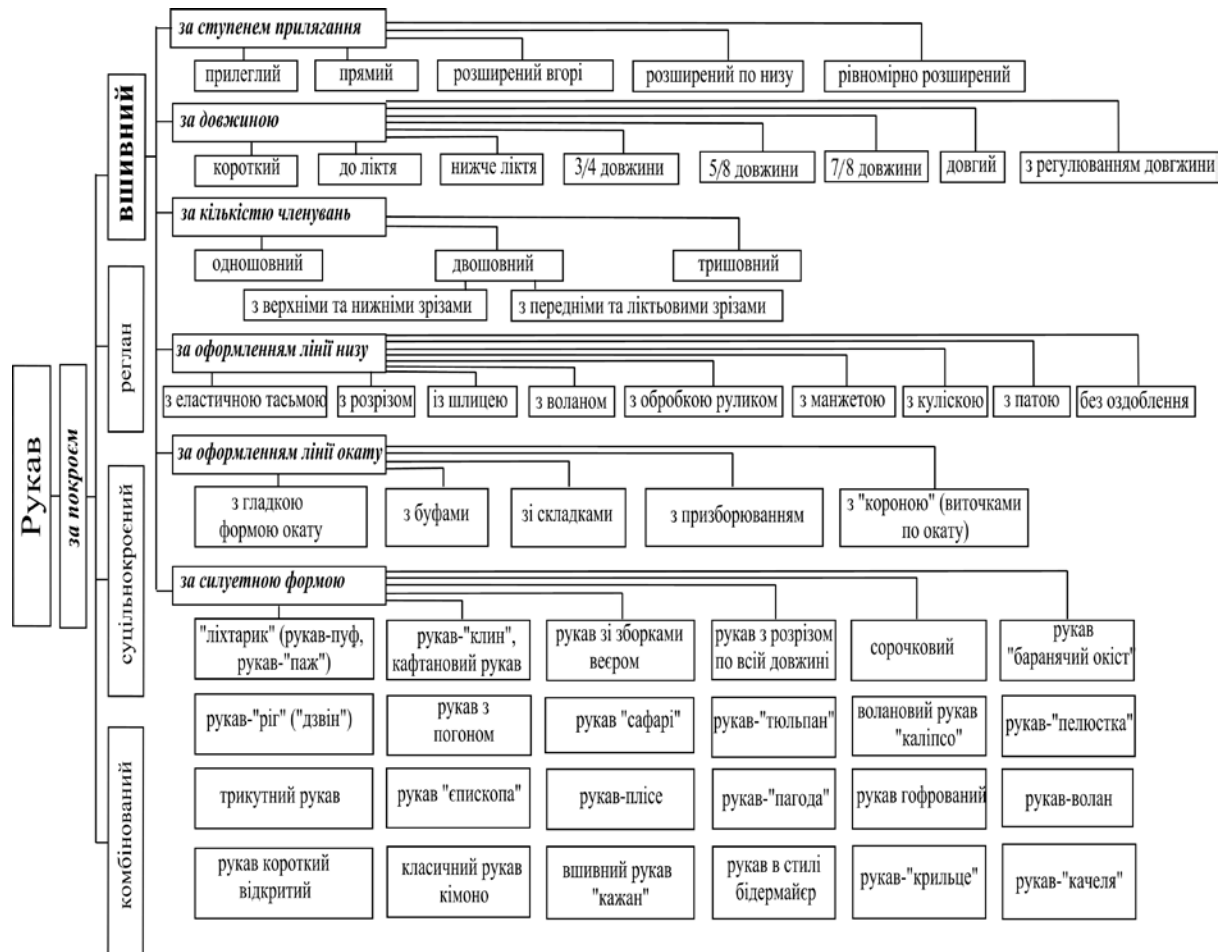 Рукав
за покроєм
вшивний
реглан
суцільнокроєний
комбінований
за ступенем прилягання
прилеглий
прямий
розширений вгорі
розширений по низу
рівномірно розширений
за довжиною
короткий
до ліктя
нижче ліктя
3/4 довжини
5/8 довжини
7/8 довжини
довгий
з регулюванням довгжини
за кількістю членувань
одношовний
двошовний
тришовний
з верхніми та нижніми зрізами
з передніми та ліктьовими зрізами
за оформленням лінії низу
з еластичною тасьмою
з розрізом
із шлицею
з воланом
з обробкою руликом
з манжетою
з куліскою
з патою
без оздоблення
за оформленням лінії окату
з гладкою
формою окату
з буфами
зі складками
з призборюванням
з "короною" (виточками
по окату)
за силуетною формою
"ліхтарик" (рукав-пуф,
рукав-"паж")
рукав-"клин",
кафтановий рукав
рукав зі зборками
веєром
рукав з розрізом
по всій довжині
сорочковий
рукав
"баранячий окіст"
рукав-"ріг" ("дзвін")
рукав з
погоном
рукав "сафарі"
рукав-"тюльпан"
волановий рукав
"каліпсо"
рукав-"пелюстка"
трикутний рукав
рукав "єпископа"
рукав-плісе
рукав-"пагода"
рукав гофрований
рукав-волан
рукав короткий
відкритий
класичний рукав
кімоно
вшивний рукав
"кажан"
рукав в стилі
бідермайєр
рукав-"крильце"
рукав-"качеля"